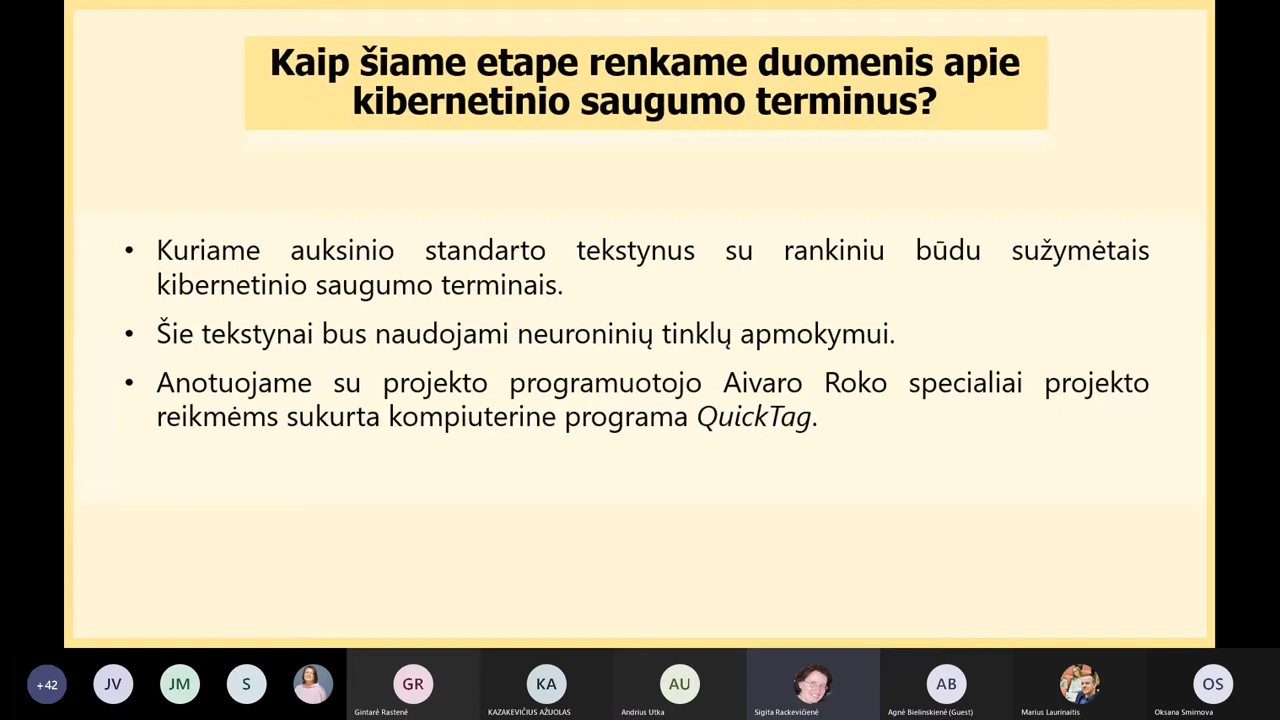 Kaip šiame etape renkame duomenis apie
kibernetinio saugumo terminus?
• Kuriame auksinio standarto tekstynus su rankiniu būdu sužymėtais
kibernetinio saugumo terminais.
• Šie tekstynai bus naudojami neuroninių tinklų apmokymui.
• Anotuojame su projekto programuotojo Aivaro Roko specialiai projekto
reikmėms sukurta kompiuterine programa QuickTag.
+42 JV JM S GR KA AU AB OS
Gintarė Rastenė KAZAKEVIČIUS AŽUOLAS Andrius Utka Sigita Rackevičienė Agnė Bielinskienė (Guest) Marius Laurinaitis Oksana Smirnova